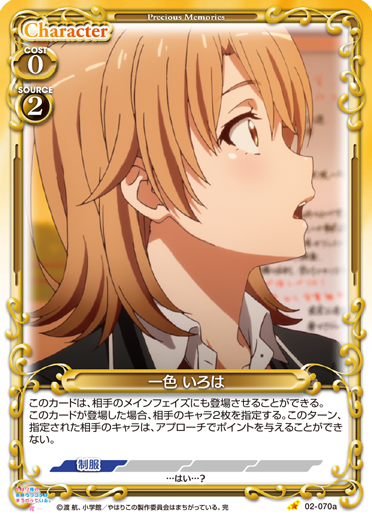 Precious Memories
Character
COST
0
SOURCE
2
一色 いろは
このカードは、相手のメインフェイズにも登場させることができる。
このカードが登場した場合、相手のキャラ2枚を指定する。このターン、
指定された相手のキャラは、アプローチでポイントを与えることができ
ない。
制服
…はい…？
02-070a
©渡 航、小学館／やはりこの製作委員会はまちがっている。完